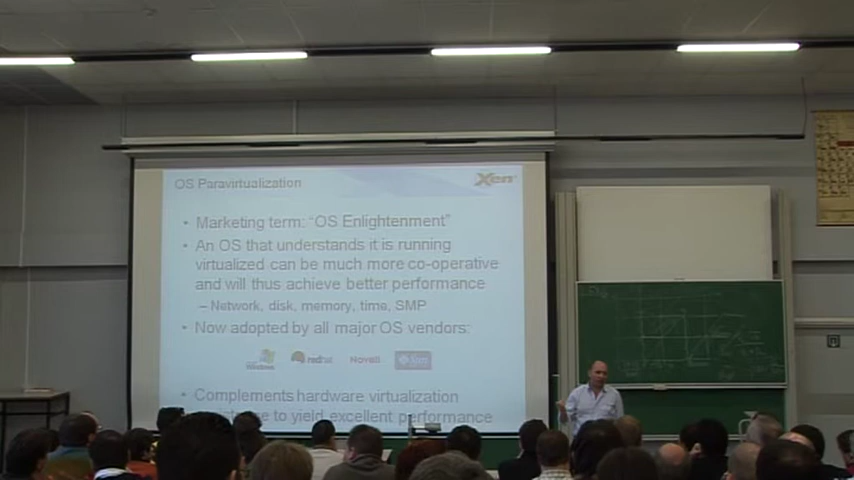 OS Paravirtualization
Xen
• Marketing term: “OS Enlightenment”
• An OS that understands it is running
virtualized can be much more co-operative
and will thus achieve better performance
– Network, disk, memory, time, SMP
• Now adopted by all major OS vendors:
Windows redhat Novell Sun
• Complements hardware virtualization
to yield excellent performance